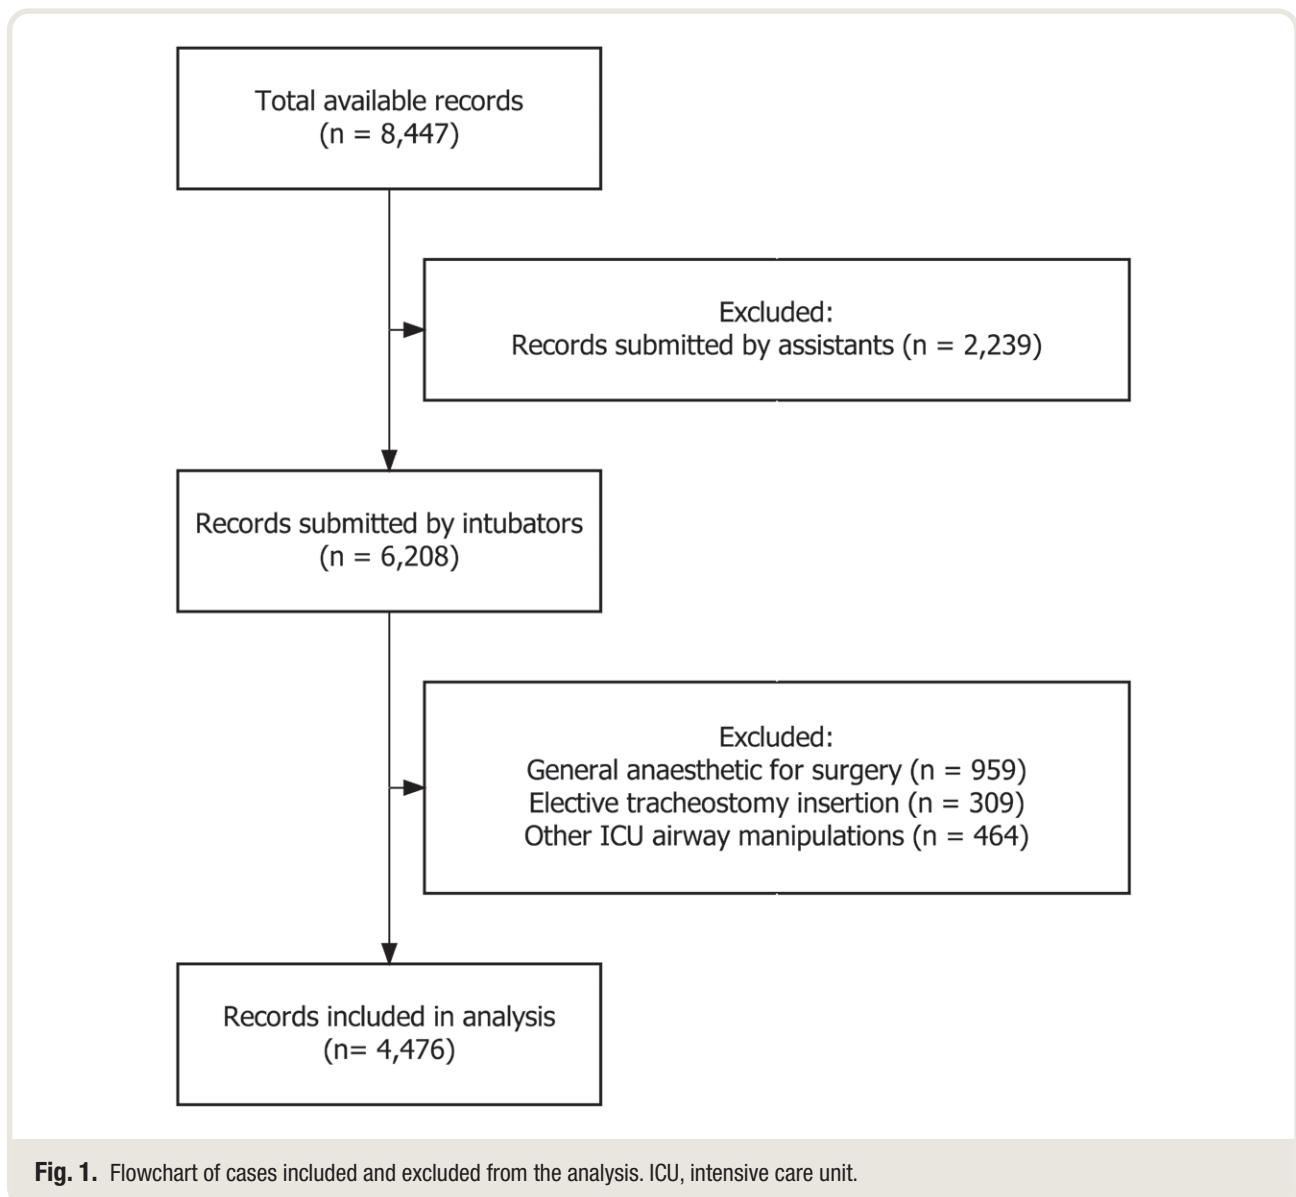 Total available records
(n = 8,447)
Excluded:
Records submitted by assistants (n = 2,239)
Records submitted by intubators
(n = 6,208)
Excluded:
General anaesthetic for surgery (n = 959)
Elective tracheostomy insertion (n = 309)
Other ICU airway manipulations (n = 464)
Records included in analysis
(n= 4,476)
Fig. 1. Flowchart of cases included and excluded from the analysis. ICU, intensive care unit.